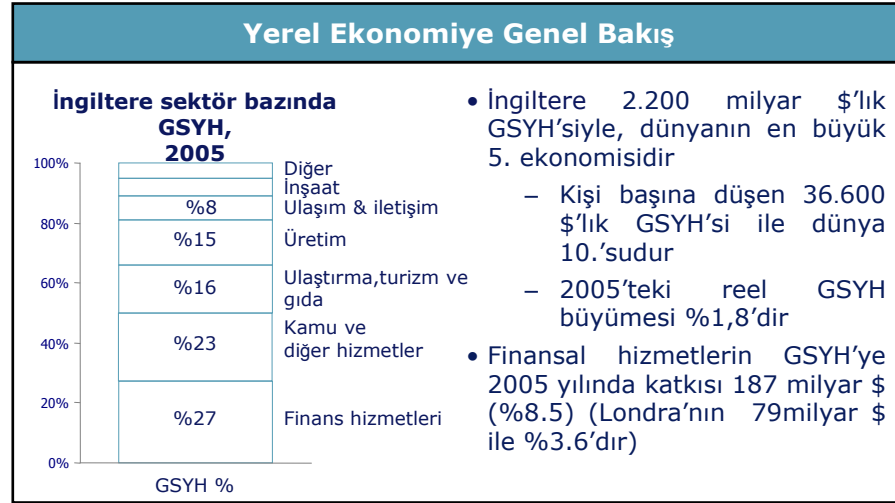 Yerel Ekonomiye Genel Bakış
İngiltere sektör bazında
GSYH,
2005
100%
80%
60%
40%
20%
0%
%8
%15
%16
%23
%27
Diğer
İnşaat
Ulaşım & iletişim
Üretim
Ulaştırma,turizm ve
gıda
Kamu ve
diğer hizmetler
Finans hizmetleri
GSYH %
• İngiltere 2.200 milyar $’lık
GSYH’siyle, dünyanın en büyük
5. ekonomisidir
– Kişi başına düşen 36.600
$’lık GSYH’si ile dünya
10.’sudur
– 2005’teki reel GSYH
büyümesi %1,8’dir
• Finansal hizmetlerin GSYH’ye
2005 yılında katkısı 187 milyar $
(%8.5) (Londra’nın 79milyar $
ile %3.6’dır)